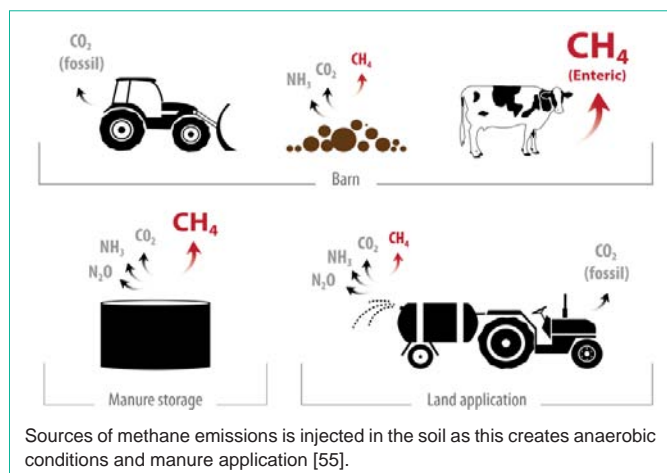 CO₂
(fossil)
NH₃
CO₂
CH₄
CH₄
(Enteric)
Barn
N₂O
NH₃
CO₂
CH₄
Manure storage
N₂O
NH₃
CO₂
CH₄
CO₂
(fossil)
Land application
Sources of methane emissions is injected in the soil as this creates anaerobic
conditions and manure application [55].